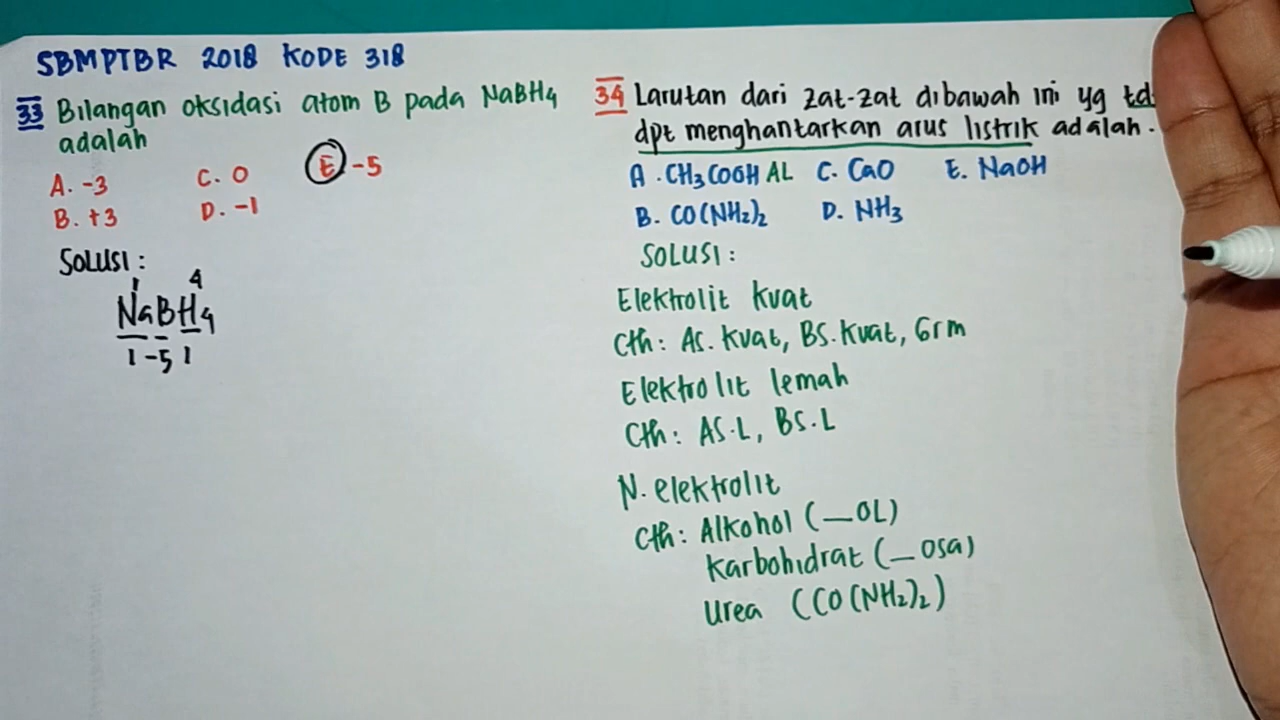 SBMPTBR 2018 KODE 318
33 Bilangan oksidasi atom B pada NaBH4
adalah
A. -3
C. 0
E -5
B. +3
D. -1
SOLUSI :
1 4
NaBH4
1 -5 1
34 Larutan dari zat-zat dibawah ini yg td
dpt menghantarkan arus listrik adalah.
A. CH3COOH AL
C. CaO
E. NaOH
B. CO(NH2)2
D. NH3
SOLUSI :
Elektrolit kuat
Cth : As. Kuat, BS. Kuat, Grm
Elektrolit lemah
Cth : AS.L, BS.L
N. elektrolit
Cth : Alkohol (_OL)
Karbohidrat (_osa)
Urea (CO(NH2)2)